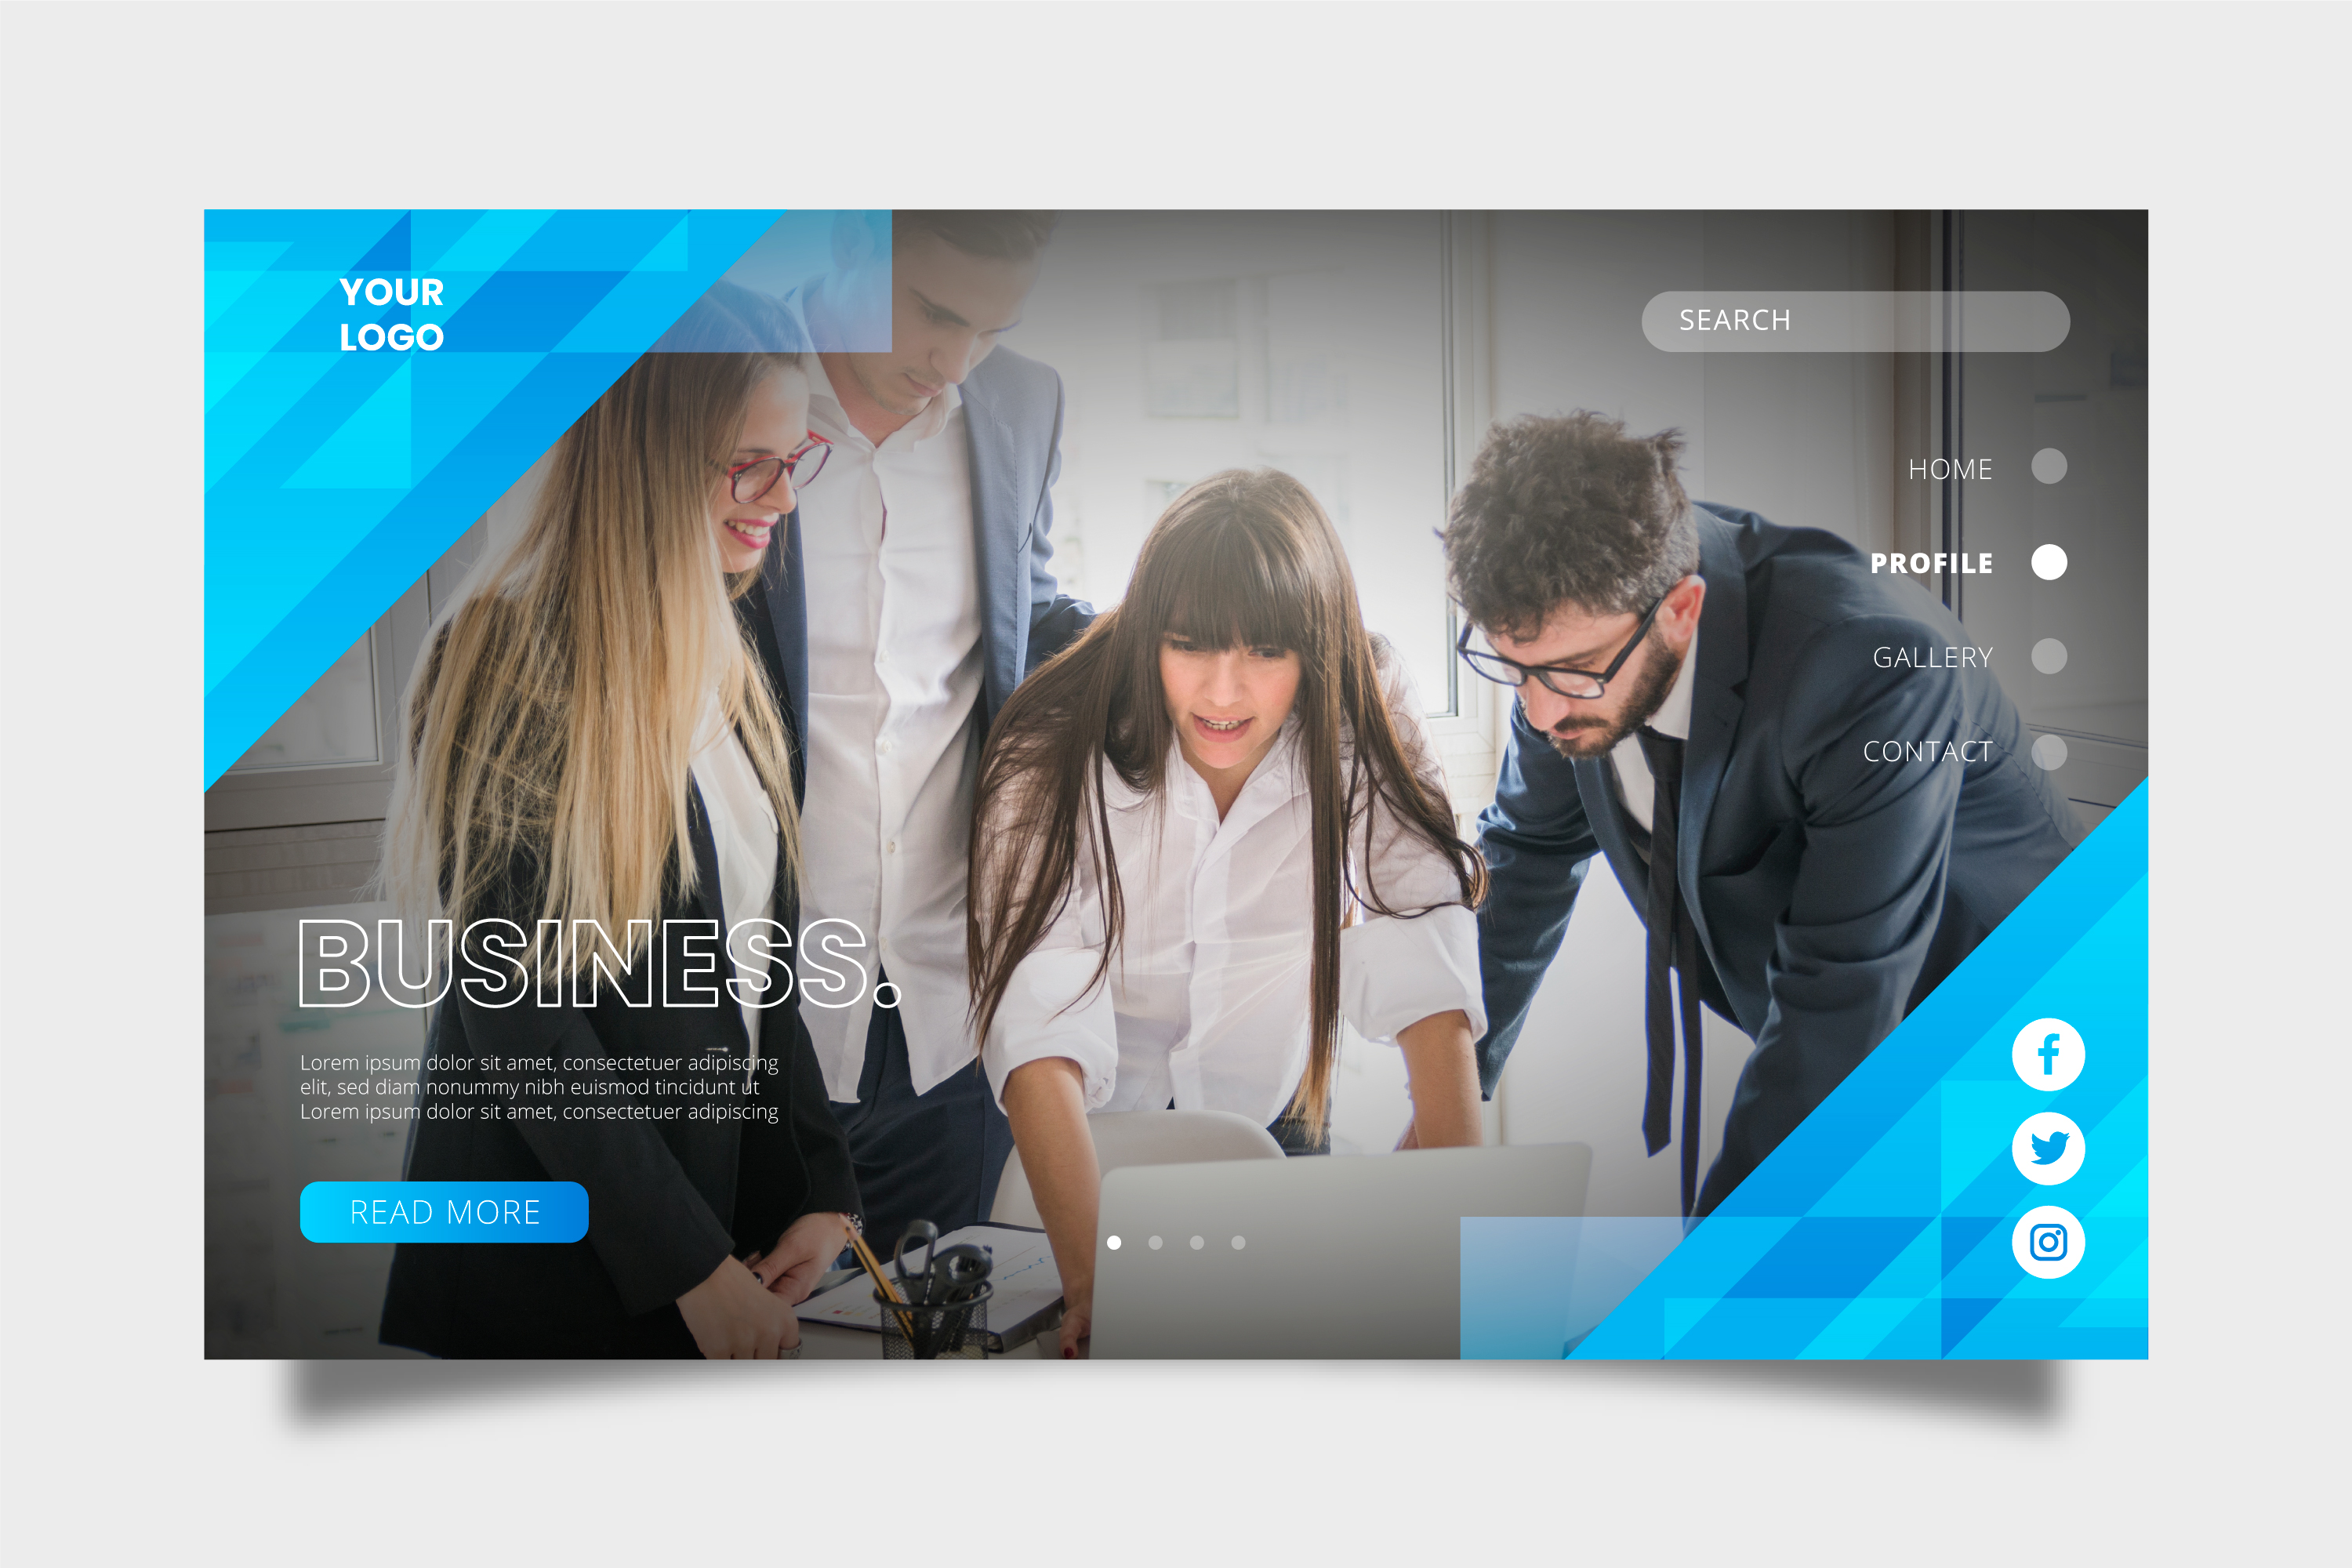 YOUR
LOGO
SEARCH
HOME
PROFILE
GALLERY
CONTACT
BUSINESS.
Lorem ipsum dolor sit amet, consectetuer adipiscing
elit, sed diam nonummy nibh euismod tincidunt ut
Lorem ipsum dolor sit amet, consectetuer adipiscing
READ MORE